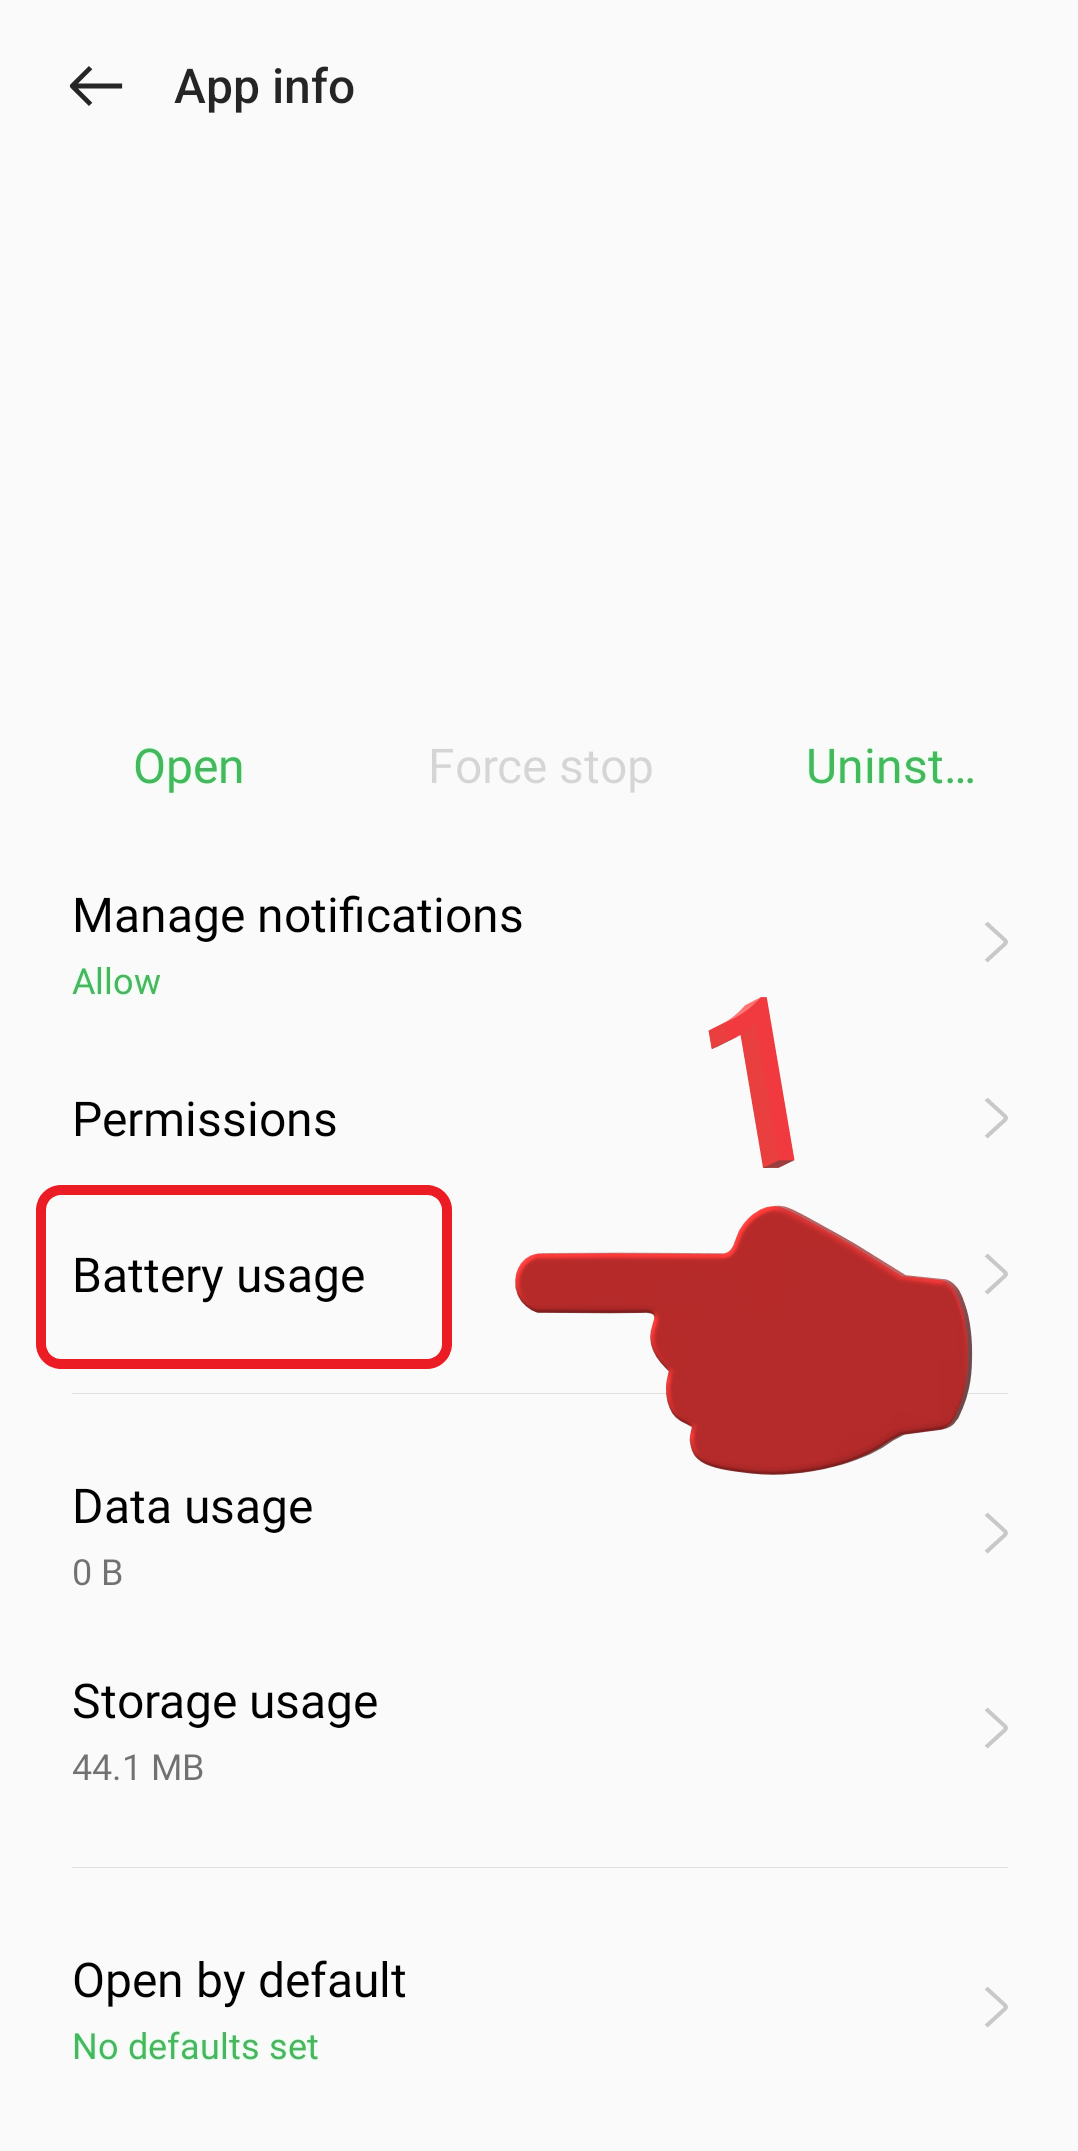 App info
Open
Force stop
Uninst...
Manage notifications
Allow
1
Permissions
Battery usage
Data usage
0 B
Storage usage
44.1 MB
Open by default
No defaults set